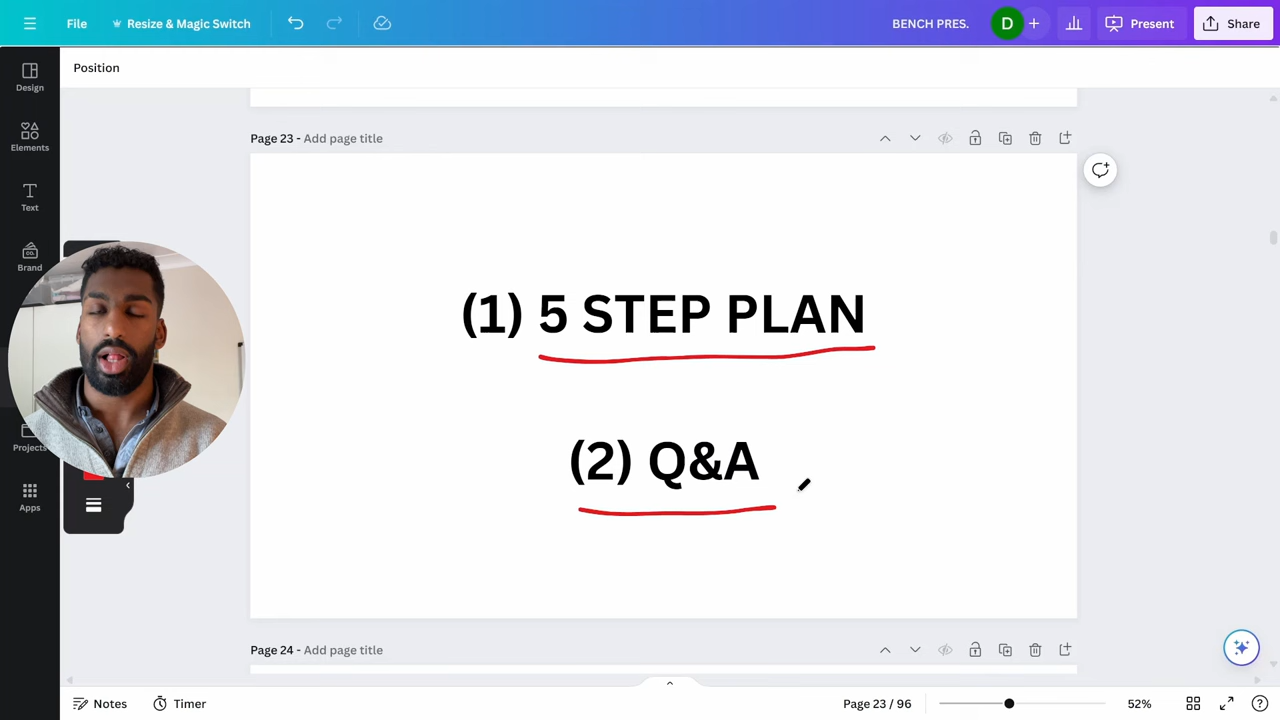 File
Resize & Magic Switch
BENCH PRES.
D
Present
Share
Design
Elements
Text
Brand
Projects
Apps
Position
Page 23 - Add page title
(1) 5 STEP PLAN
(2) Q&A
Page 24 - Add page title
Notes
Timer
Page 23 / 96
52%